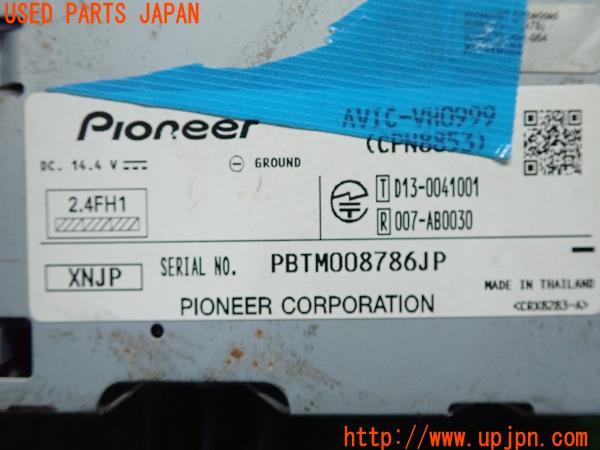 USED PARTS JAPAN
Pioneer
AVIC-VH0999
(CPN8853)
DC. 14.4 V
GROUND
2.4FH1
T D13-0041001
R 007-AB0030
XNJP
SERIAL NO. PBTM008786JP
MADE IN THAILAND
PIONEER CORPORATION
<CRX8283-A>
http://www.upjpn.com/